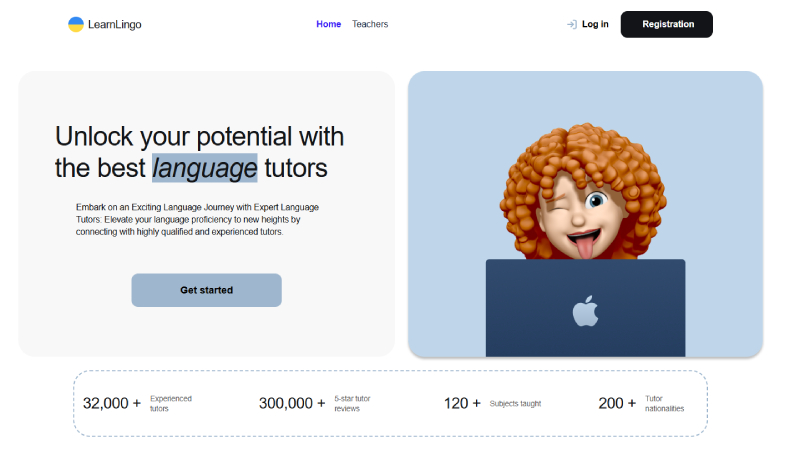 LearnLingo
Home
Teachers
Log in
Registration
Unlock your potential with
the best language tutors
Embark on an Exciting Language Journey with Expert Language
Tutors: Elevate your language proficiency to new heights by
connecting with highly qualified and experienced tutors.
Get started
32,000 +
Experienced
tutors
300,000 +
5-star tutor
reviews
120 +
Subjects taught
200 +
Tutor
nationalities